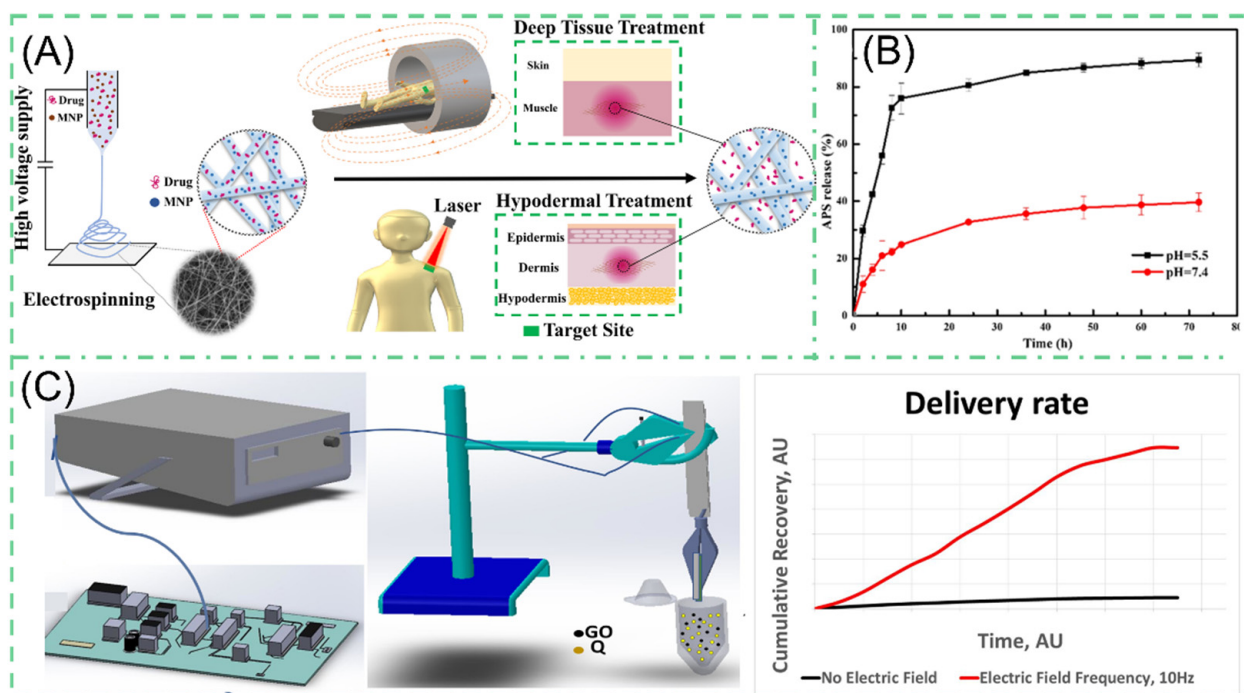 (A)
High voltage supply
Drug
MNP
Drug
MNP
Electrospinning
Deep Tissue Treatment
Skin
Muscle
Laser
Hypodermal Treatment
Epidermis
Dermis
Hypodermis
Target Site
(B)
APS release (%)
100
80
60
40
20
0
pH=5.5
pH=7.4
0 10 20 30 40 50 60 70 80
Time (h)
(C)
GO
Q
Delivery rate
Cumulative Recovery, AU
Time, AU
No Electric Field Electric Field Frequency, 10Hz